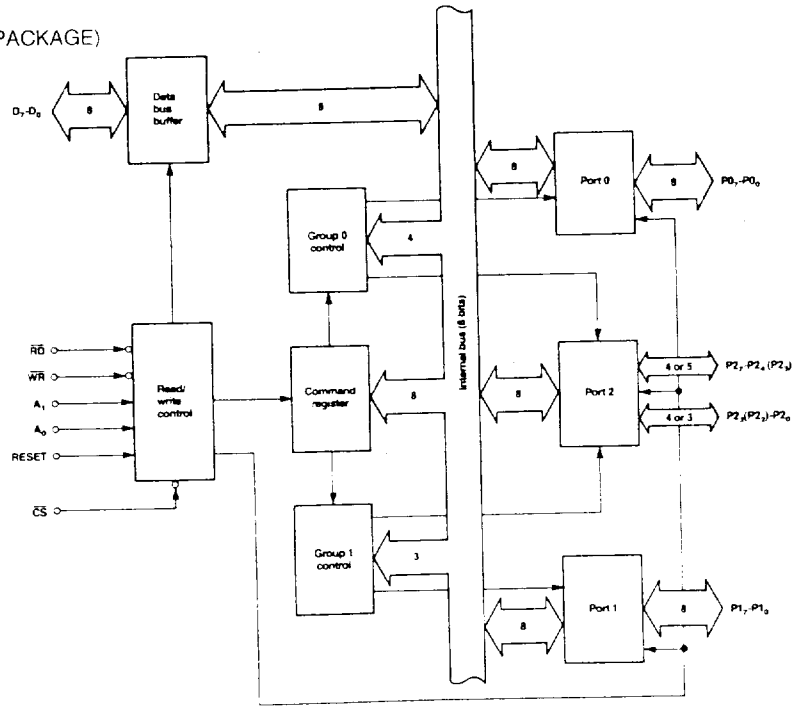 PACKAGE)
Data
bus
buffer
D7-D0
8
8
Internal bus (8 bits)
8
Port 0
8
P07-P00
Group 0
control
4
RD
WR
A1
A0
RESET
CS
Read/
write
control
Command
register
8
8
Port 2
4 or 5
P27-P24 (P23)
4 or 3
P23(P22)-P20
Group 1
control
3
8
Port 1
8
P17-P10